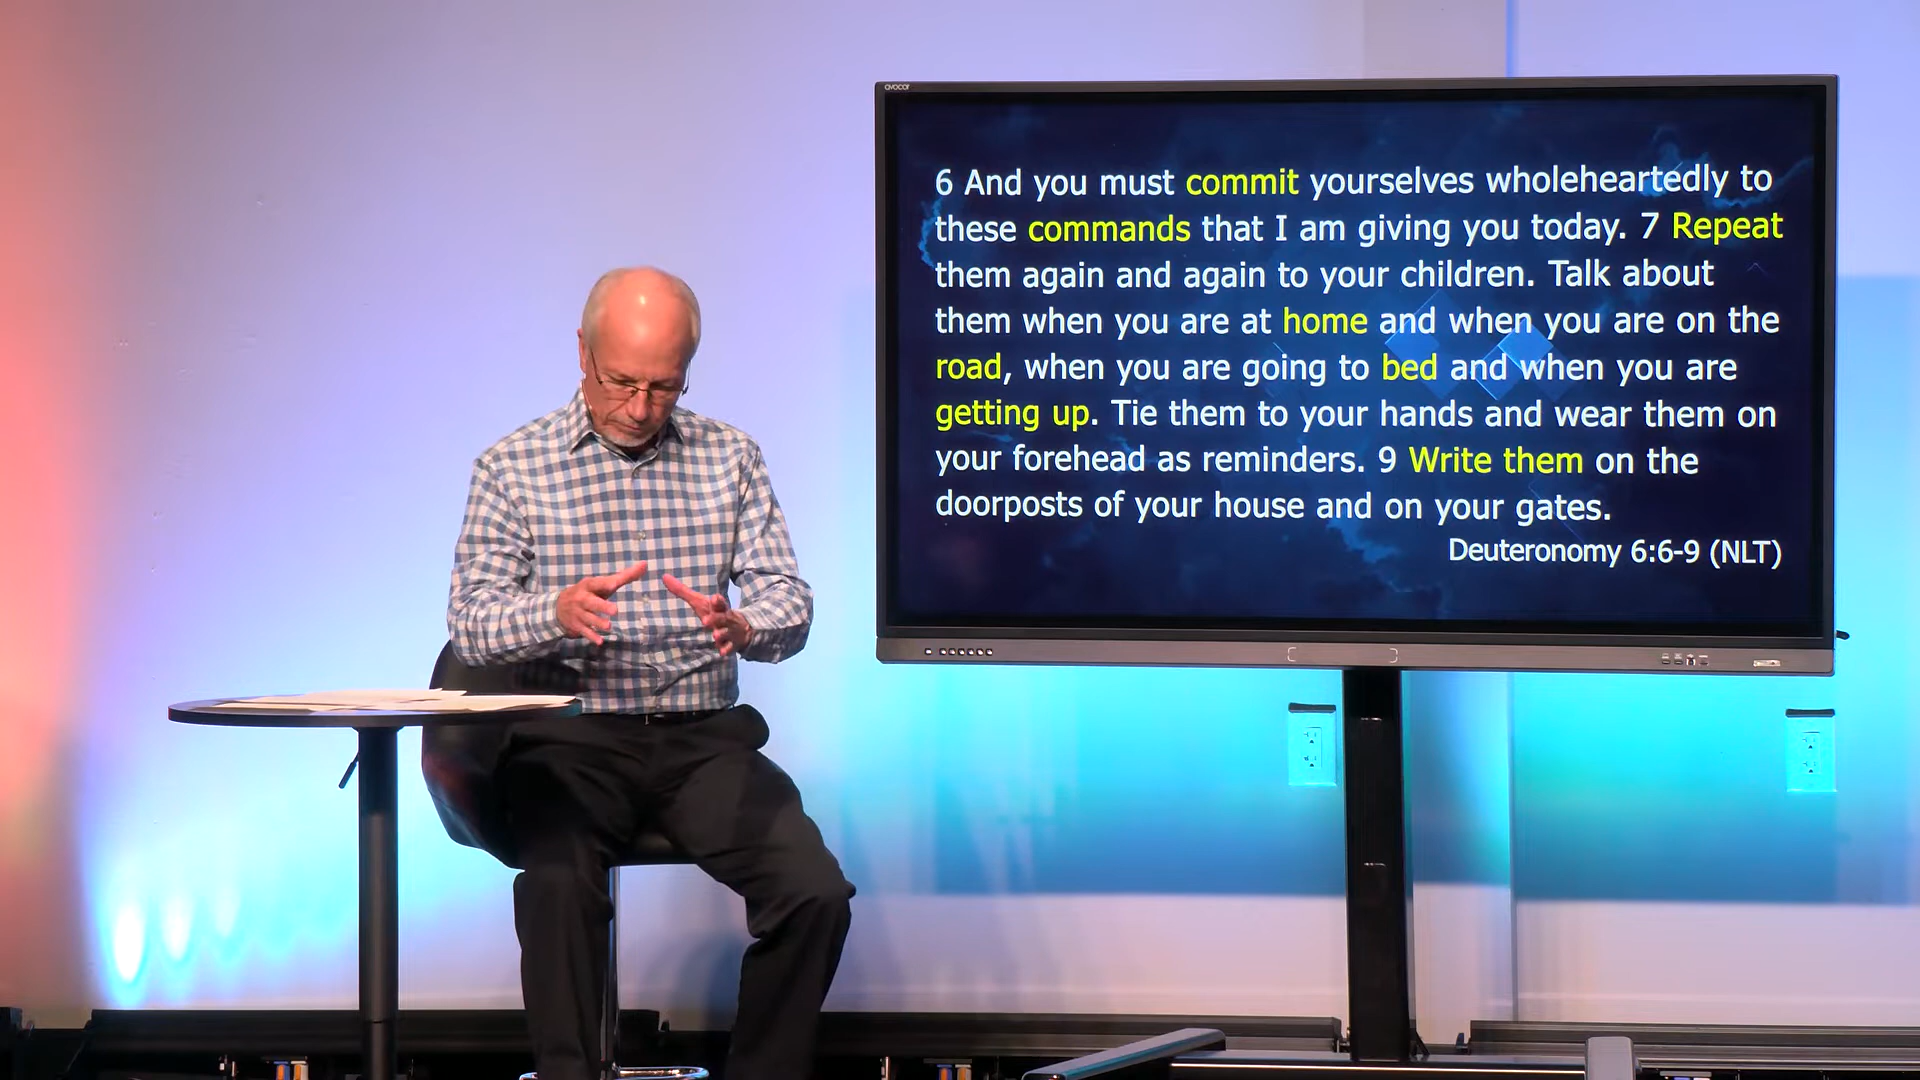 avocor
6 And you must commit yourselves wholeheartedly to
these commands that I am giving you today. 7 Repeat
them again and again to your children. Talk about
them when you are at home and when you are on the
road, when you are going to bed and when you are
getting up. Tie them to your hands and wear them on
your forehead as reminders. 9 Write them on the
doorposts of your house and on your gates.
Deuteronomy 6:6-9 (NLT)